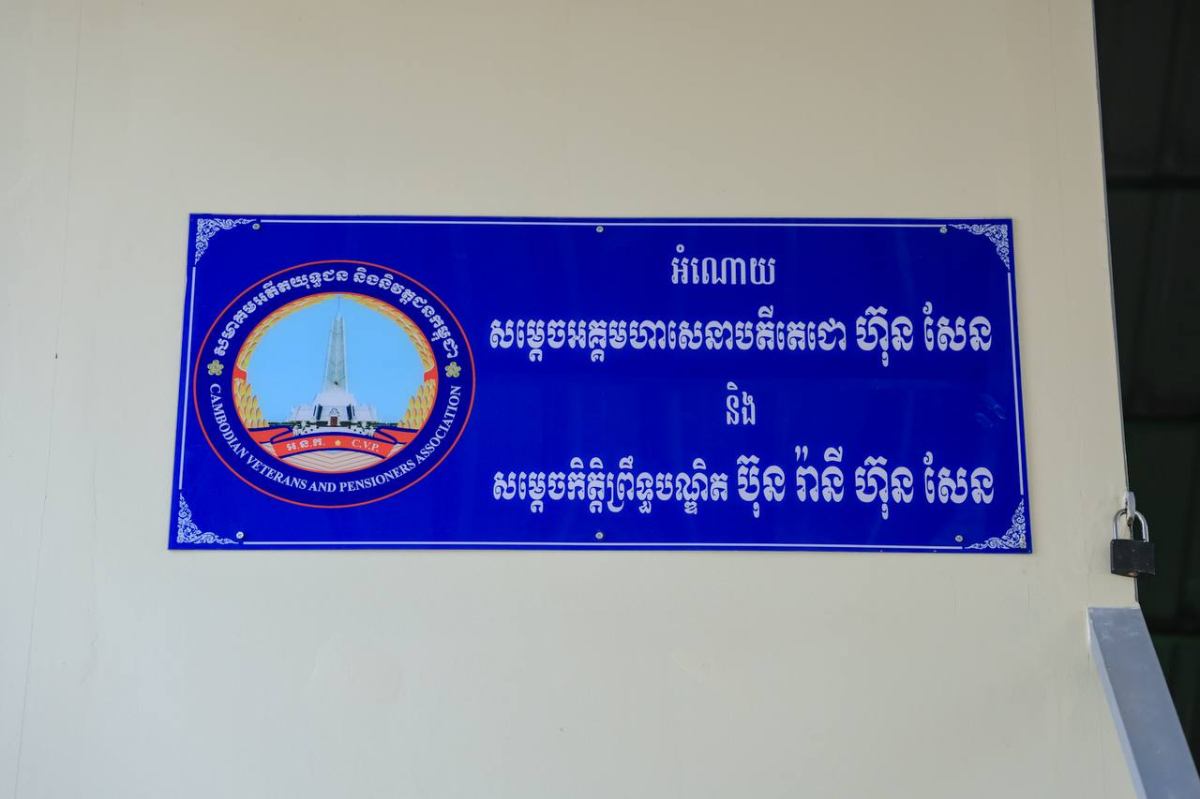 សមាគមអតីតយុទ្ធជន និងនិវត្តជនកម្ពុជា
អ.ន.ក. C.V.P.
CAMBODIAN VETERANS AND PENSIONERS ASSOCIATION
អំណោយ
សម្តេចអគ្គមហាសេនាបតីតេជោ ហ៊ុន សែន
និង
សម្តេចកិត្តិព្រឹទ្ធបណ្ឌិត ប៊ុន រ៉ានី ហ៊ុន សែន